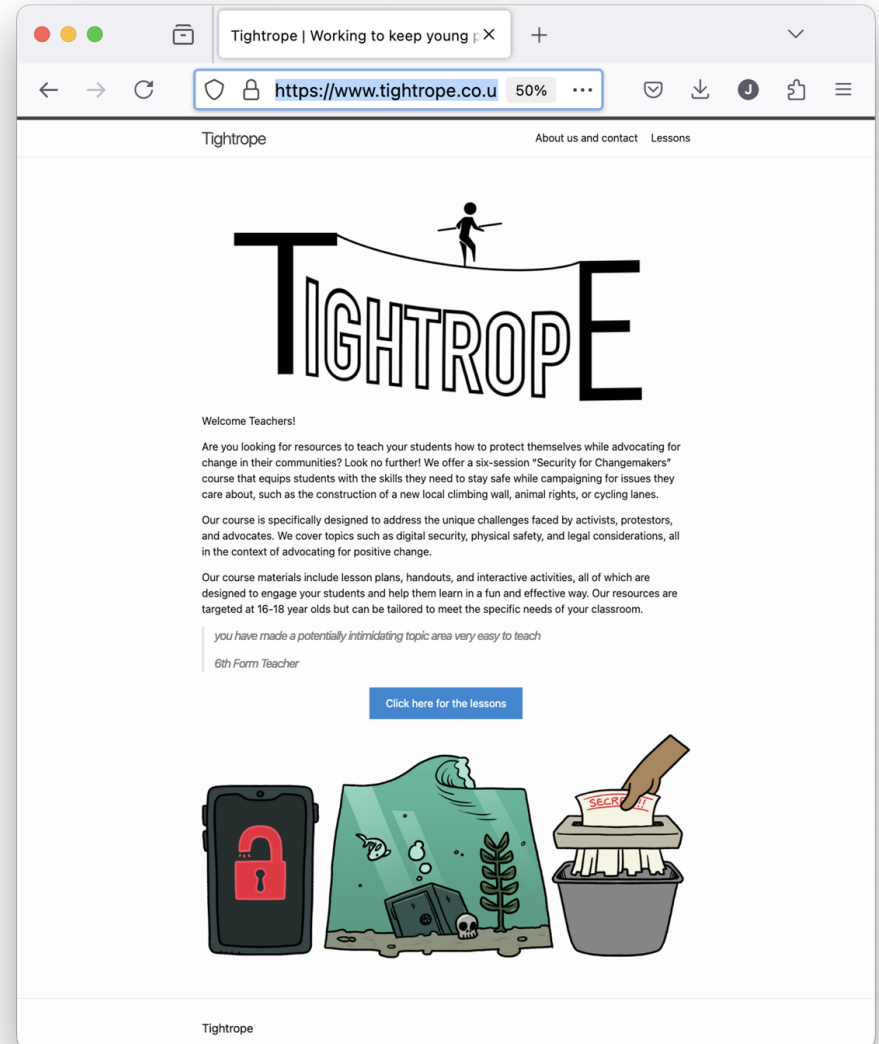 Tightrope | Working to keep young
https://www.tightrope.co.u 50%
J
Tightrope About us and contact Lessons
TIGHTROPE
Welcome Teachers!
Are you looking for resources to teach your students how to protect themselves while advocating for
change in their communities? Look no further! We offer a six-session “Security for Changemakers”
course that equips students with the skills they need to stay safe while campaigning for issues they
care about, such as the construction of a new local climbing wall, animal rights, or cycling lanes.
Our course is specifically designed to address the unique challenges faced by activists, protestors,
and advocates. We cover topics such as digital security, physical safety, and legal considerations, all
in the context of advocating for positive change.
Our course materials include lesson plans, handouts, and interactive activities, all of which are
designed to engage your students and help them learn in a fun and effective way. Our resources are
targeted at 16-18 year olds but can be tailored to meet the specific needs of your classroom.
you have made a potentially intimidating topic area very easy to teach
6th Form Teacher
Click here for the lessons
Tightrope